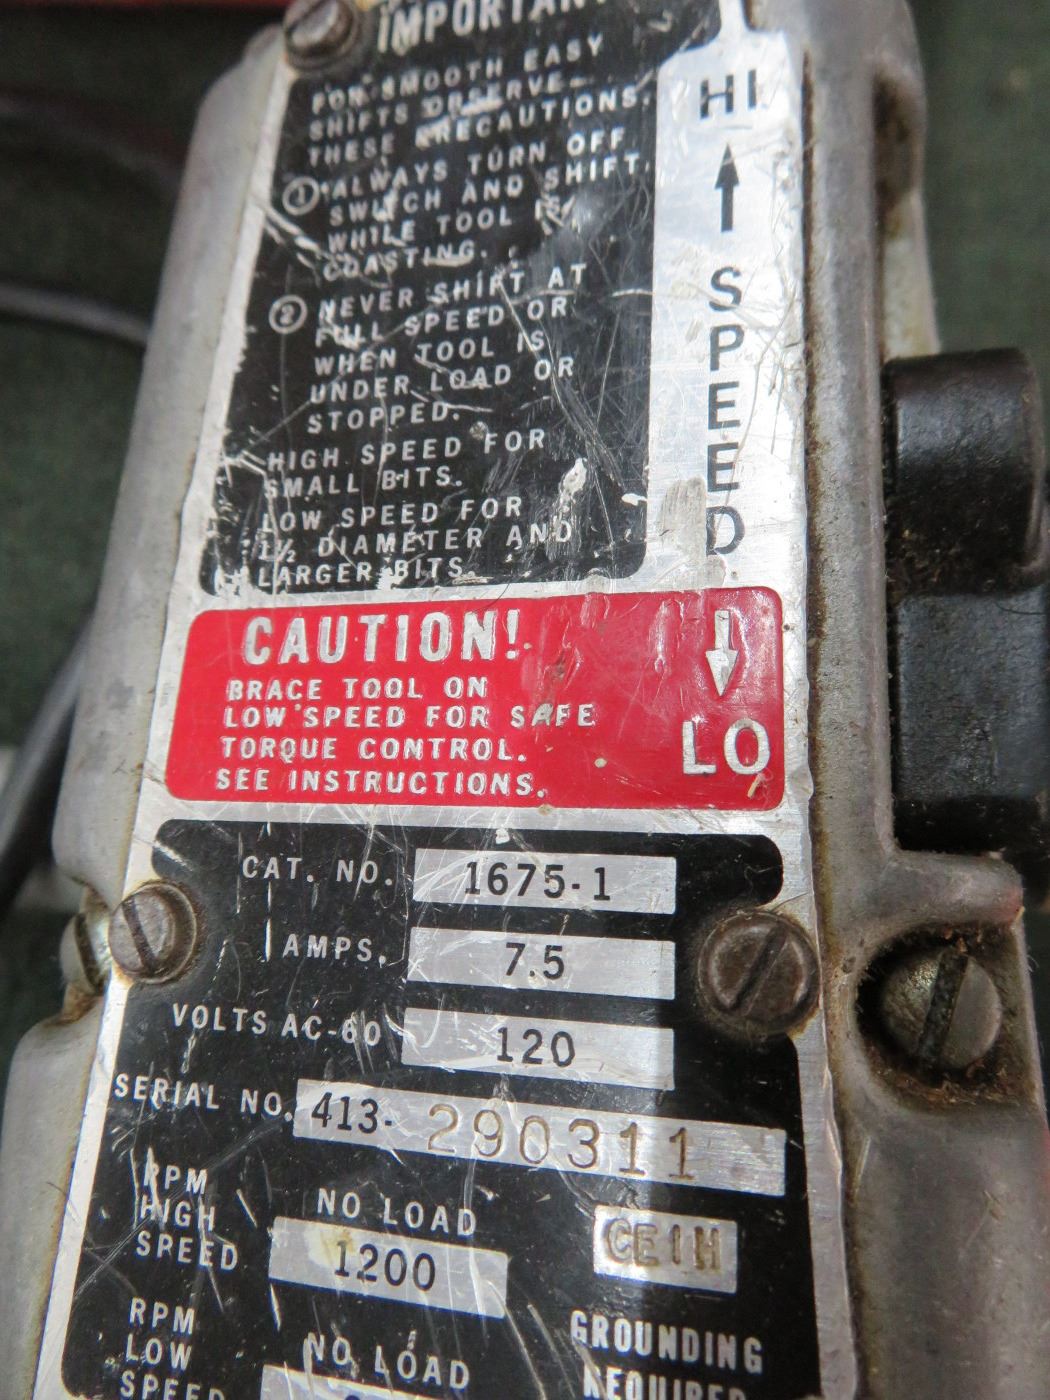 IMPORTANT
FOR SMOOTH EASY
SHIFTS OBSERVE
THESE PRECAUTIONS.
① ALWAYS TURN OFF
SWITCH AND SHIFT
WHILE TOOL IS
COASTING.
② NEVER SHIFT AT
FULL SPEED OR
WHEN TOOL IS
UNDER LOAD OR
STOPPED.
HIGH SPEED FOR
SMALL BITS.
LOW SPEED FOR
1½ DIAMETER AND
LARGER BITS.
HI
SPEED
LO
CAUTION!
BRACE TOOL ON
LOW SPEED FOR SAFE
TORQUE CONTROL.
SEE INSTRUCTIONS.
CAT. NO. 1675-1
AMPS. 7.5
VOLTS AC-60 120
SERIAL NO. 413-290311
RPM
HIGH
SPEED
NO LOAD
1200
CEIH
RPM
LOW
SPEED
NO LOAD
GROUNDING
REQUIRED